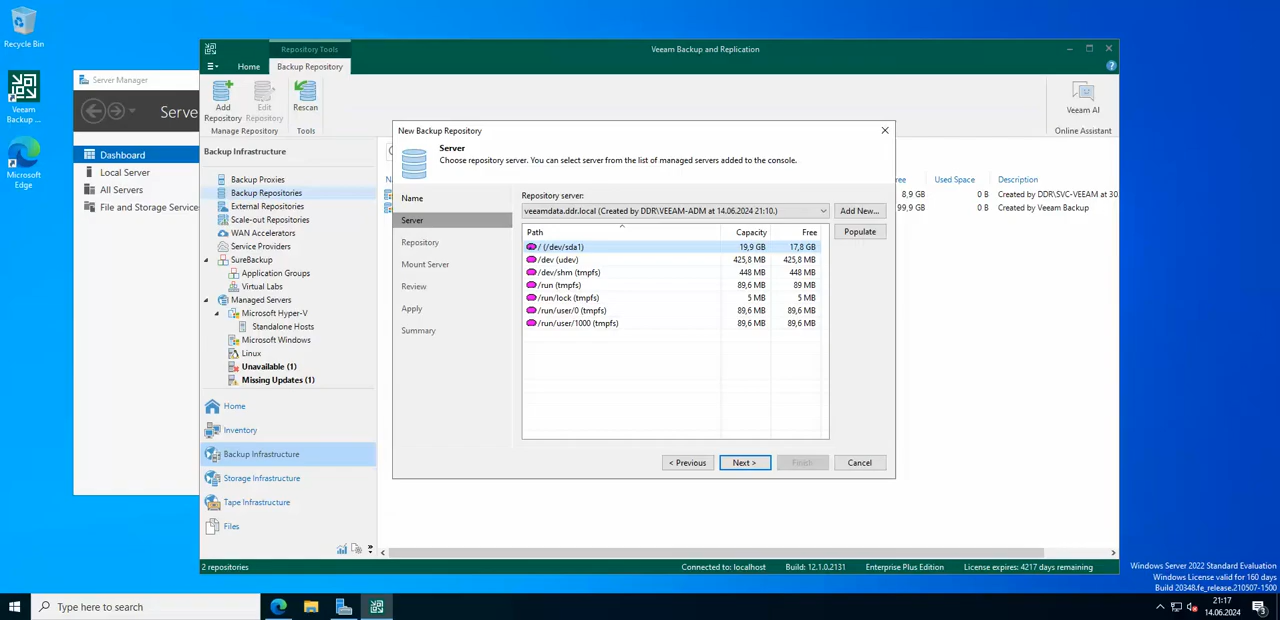 Recycle Bin
Veeam
Backup ...
Microsoft
Edge
Server Manager
Serve
Dashboard
Local Server
All Servers
File and Storage Service
Repository Tools
Veeam Backup and Replication
Home
Backup Repository
Add
Repository
Edit
Repository
Rescan
Manage Repository
Tools
Veeam AI
Online Assistant
Backup Infrastructure
Backup Proxies
Backup Repositories
External Repositories
Scale-out Repositories
WAN Accelerators
Service Providers
SureBackup
Application Groups
Virtual Labs
Managed Servers
Microsoft Hyper-V
Standalone Hosts
Microsoft Windows
Linux
Unavailable (1)
Missing Updates (1)
Home
Inventory
Backup Infrastructure
Storage Infrastructure
Tape Infrastructure
Files
New Backup Repository
Server
Choose repository server. You can select server from the list of managed servers added to the console.
Name
Server
Repository
Mount Server
Review
Apply
Summary
Repository server:
veeamdata.ddr.local (Created by DDR\VEEAM-ADM at 14.06.2024 21:10.)
Add New...
Populate
Path Capacity Free
/ (/dev/sda1) 19,9 GB 17,8 GB
/dev (udev) 425,8 MB 425,8 MB
/dev/shm (tmpfs) 448 MB 448 MB
/run (tmpfs) 89,6 MB 89 MB
/run/lock (tmpfs) 5 MB 5 MB
/run/user/0 (tmpfs) 89,6 MB 89,6 MB
/run/user/1000 (tmpfs) 89,6 MB 89,6 MB
< Previous
Next >
Finish
Cancel
ree Used Space Description
8,9 GB 0 B Created by DDR\SVC-VEEAM at 30
99,9 GB 0 B Created by Veeam Backup
2 repositories
Connected to: localhost
Build: 12.1.0.2131
Enterprise Plus Edition
License expires: 4217 days remaining
Windows Server 2022 Standard Evaluation
Windows License valid for 160 days
Build 20348.fe_release.210507-1500
Type here to search
21:17
14.06.2024
3